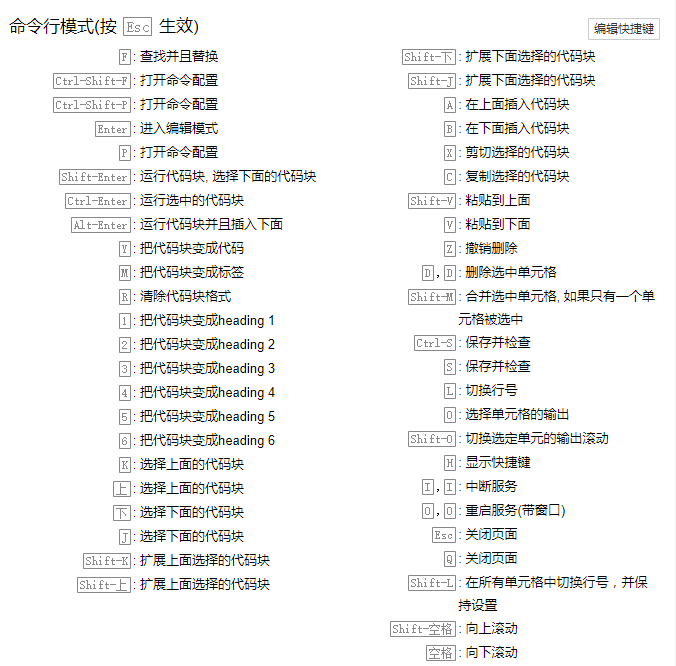 命令行模式(按 Esc 生效)
编辑快捷键
F : 查找并且替换
Ctrl-Shift-F : 打开命令配置
Ctrl-Shift-P : 打开命令配置
Enter : 进入编辑模式
P : 打开命令配置
Shift-Enter : 运行代码块, 选择下面的代码块
Ctrl-Enter : 运行选中的代码块
Alt-Enter : 运行代码块并且插入下面
Y : 把代码块变成代码
M : 把代码块变成标签
R : 清除代码块格式
1 : 把代码块变成heading 1
2 : 把代码块变成heading 2
3 : 把代码块变成heading 3
4 : 把代码块变成heading 4
5 : 把代码块变成heading 5
6 : 把代码块变成heading 6
K : 选择上面的代码块
上 : 选择上面的代码块
下 : 选择下面的代码块
J : 选择下面的代码块
Shift-K : 扩展上面选择的代码块
Shift-上 : 扩展上面选择的代码块
Shift-下 : 扩展下面选择的代码块
Shift-J : 扩展下面选择的代码块
A : 在上面插入代码块
B : 在下面插入代码块
X : 剪切选择的代码块
C : 复制选择的代码块
Shift-V : 粘贴到上面
V : 粘贴到下面
Z : 撤销删除
D , D : 删除选中单元格
Shift-M : 合并选中单元格, 如果只有一个单
元格被选中
Ctrl-S : 保存并检查
S : 保存并检查
L : 切换行号
O : 选择单元格的输出
Shift-O : 切换选定单元的输出滚动
H : 显示快捷键
I , I : 中断服务
0 , 0 : 重启服务(带窗口)
Esc : 关闭页面
Q : 关闭页面
Shift-L : 在所有单元格中切换行号，并保
持设置
Shift-空格 : 向上滚动
空格 : 向下滚动